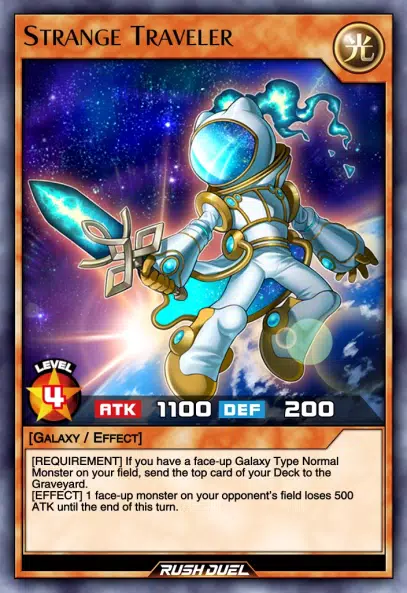 STRANGE TRAVELER
光
LEVEL
4
ATK 1100 DEF 200
[GALAXY / EFFECT]
[REQUIREMENT] If you have a face-up Galaxy Type Normal
Monster on your field, send the top card of your Deck to the
Graveyard.
[EFFECT] 1 face-up monster on your opponent's field loses 500
ATK until the end of this turn.
RUSH DUEL